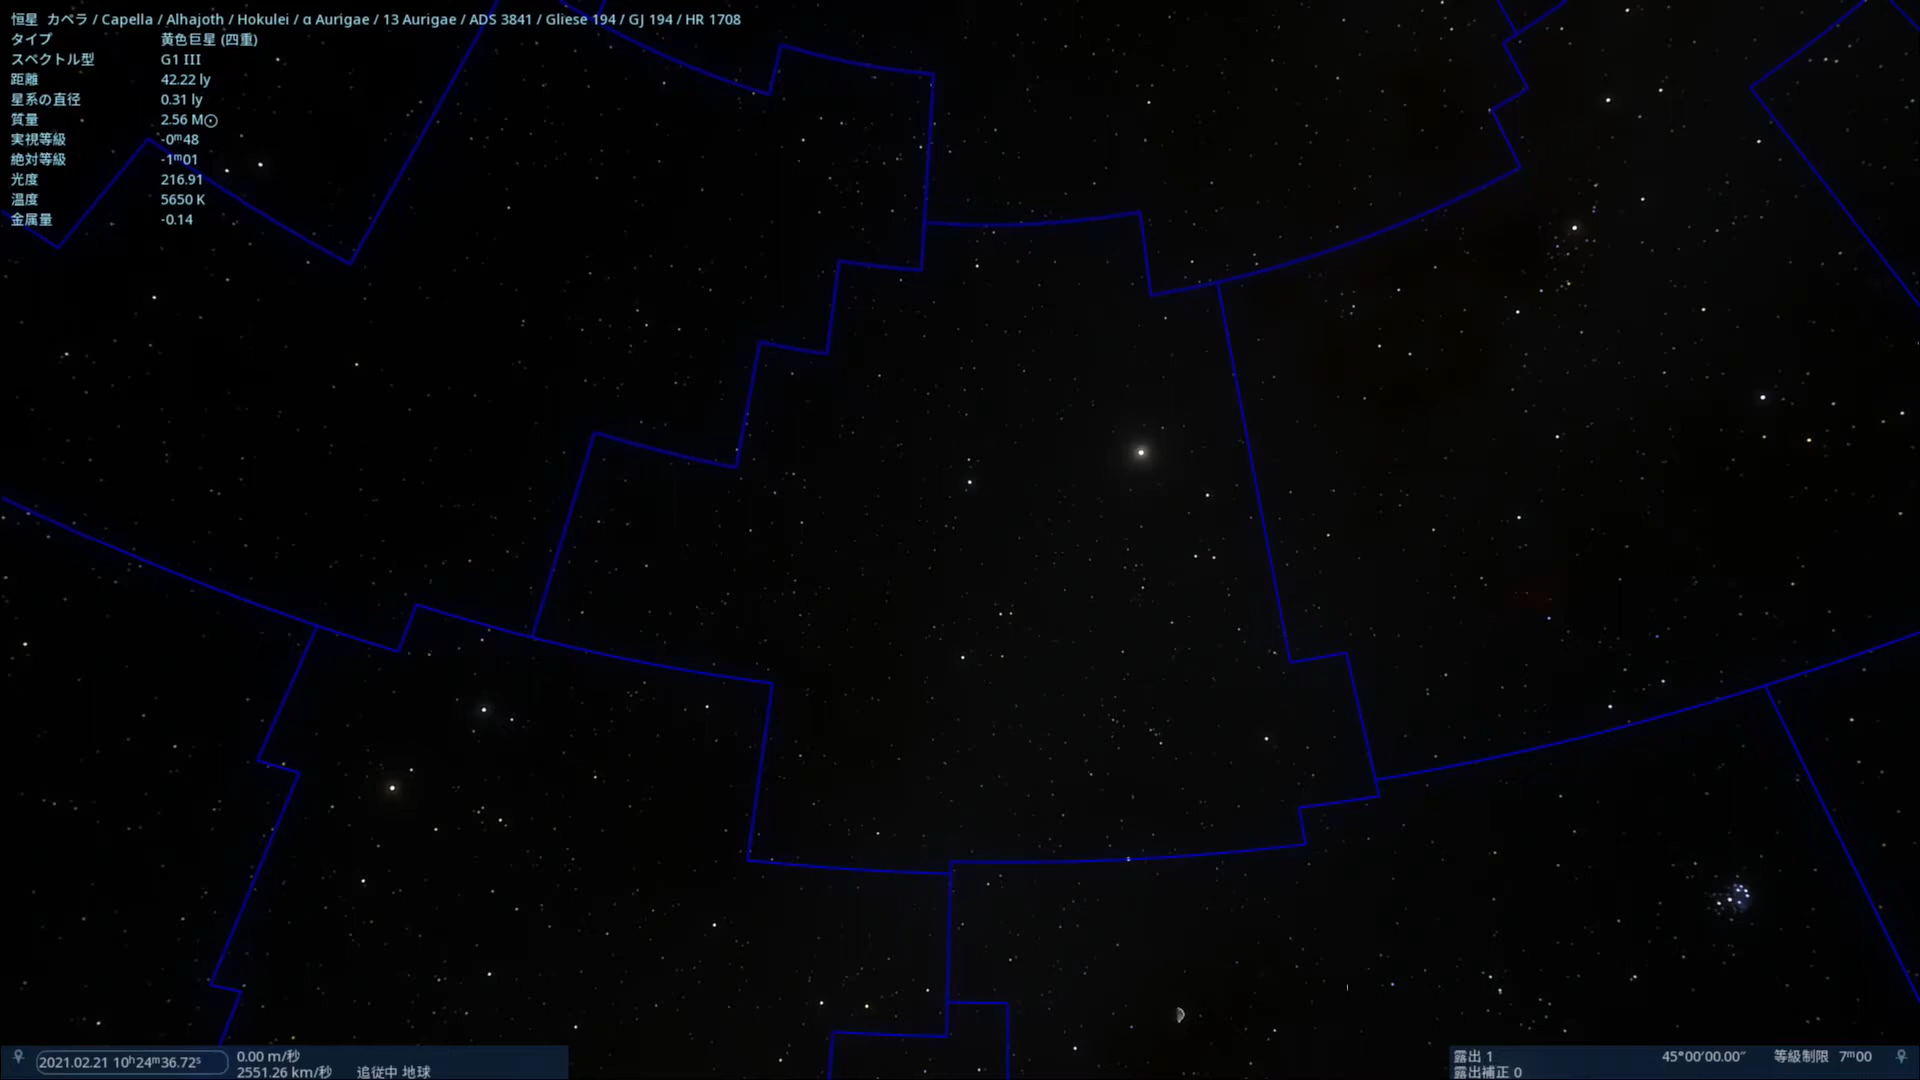 恒星 カペラ / Capella / Alhajoth / Hokulei / α Aurigae / 13 Aurigae / ADS 3841 / Gliese 194 / GJ 194 / HR 1708
タイプ 黄色巨星 (四重)
スペクトル型 G1 III
距離 42.22 ly
星系の直径 0.31 ly
質量 2.56 M☉
実視等級 -0ᵐ48
絶対等級 -1ᵐ01
光度 216.91
温度 5650 K
金属量 -0.14
2021.02.21 10ʰ24ᵐ36.72ˢ
0.00 m/秒
2551.26 km/秒 追従中 地球
露出 1 45°00′00.00″ 等級制限 7ᵐ00
露出補正 0